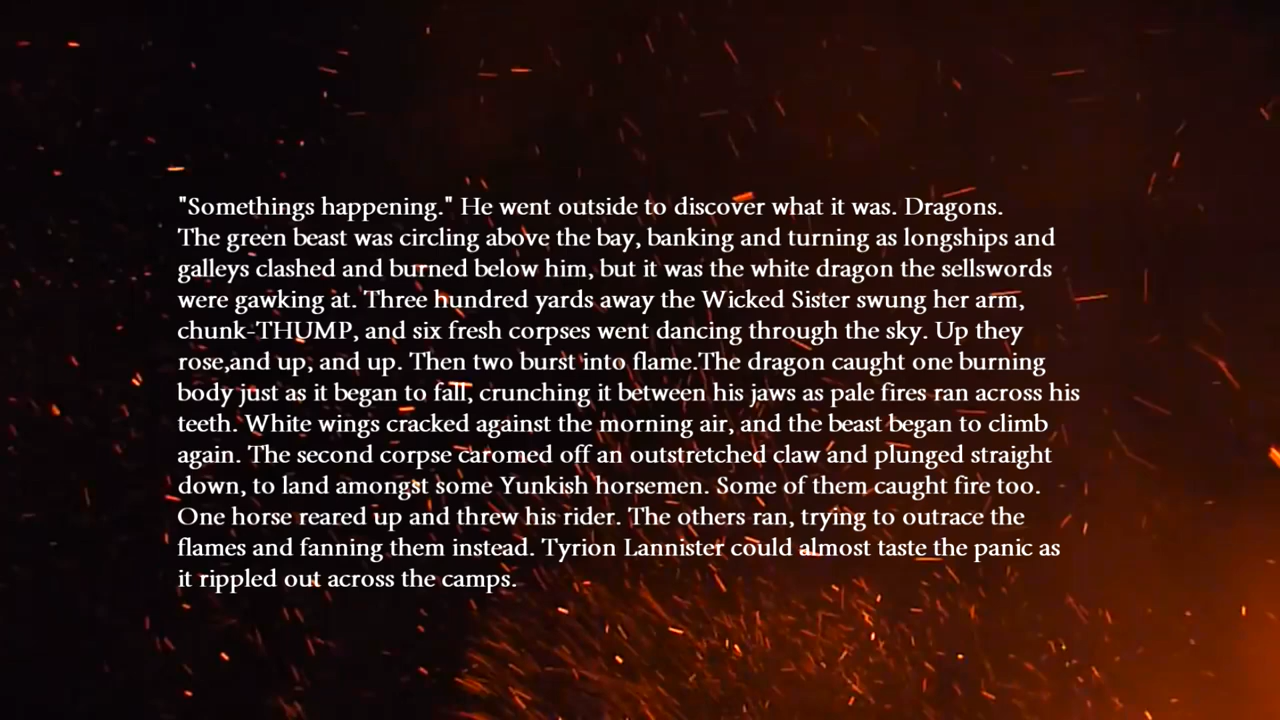 "Somethings happening." He went outside to discover what it was. Dragons.
The green beast was circling above the bay, banking and turning as longships and
galleys clashed and burned below him, but it was the white dragon the sellswords
were gawking at. Three hundred yards away the Wicked Sister swung her arm,
chunk-THUMP, and six fresh corpses went dancing through the sky. Up they
rose,and up, and up. Then two burst into flame.The dragon caught one burning
body just as it began to fall, crunching it between his jaws as pale fires ran across his
teeth. White wings cracked against the morning air, and the beast began to climb
again. The second corpse caromed off an outstretched claw and plunged straight
down, to land amongst some Yunkish horsemen. Some of them caught fire too.
One horse reared up and threw his rider. The others ran, trying to outrace the
flames and fanning them instead. Tyrion Lannister could almost taste the panic as
it rippled out across the camps.